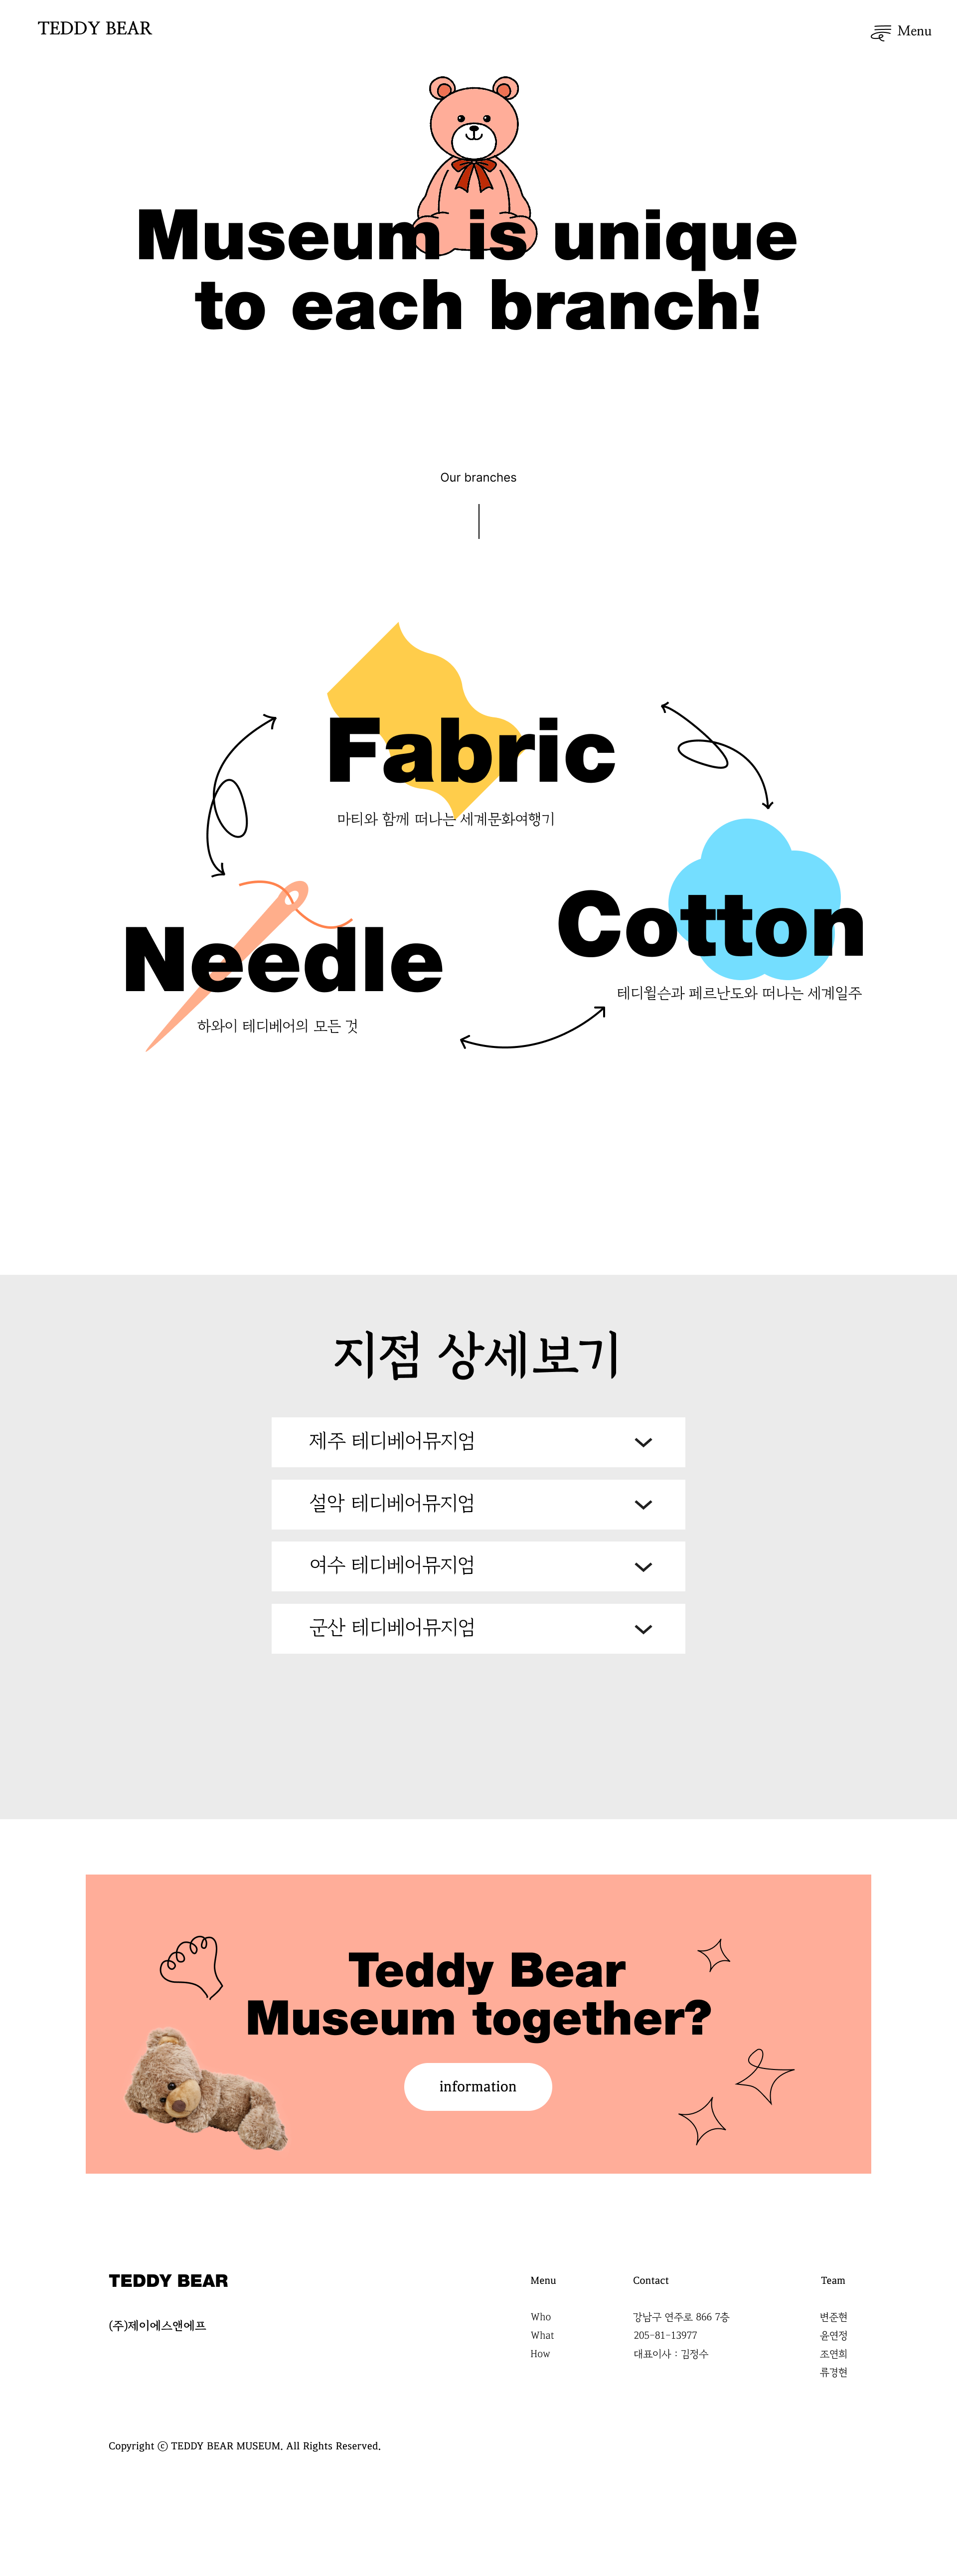 TEDDY BEAR
Menu
Museum is unique
to each branch!
Our branches
Fabric
마티와 함께 떠나는 세계문화여행기
Cotton
테디윌슨과 페르난도와 떠나는 세계일주
Needle
하와이 테디베어의 모든 것
지점 상세보기
제주 테디베어뮤지엄
설악 테디베어뮤지엄
여수 테디베어뮤지엄
군산 테디베어뮤지엄
Teddy Bear
Museum together?
information
TEDDY BEAR
(주)제이에스앤에프
Menu
Who
What
How
Contact
강남구 연주로 866 7층
205-81-13977
대표이사 : 김정수
Team
변준현
윤연정
조연희
류경현
Copyright ⓒ TEDDY BEAR MUSEUM. All Rights Reserved.